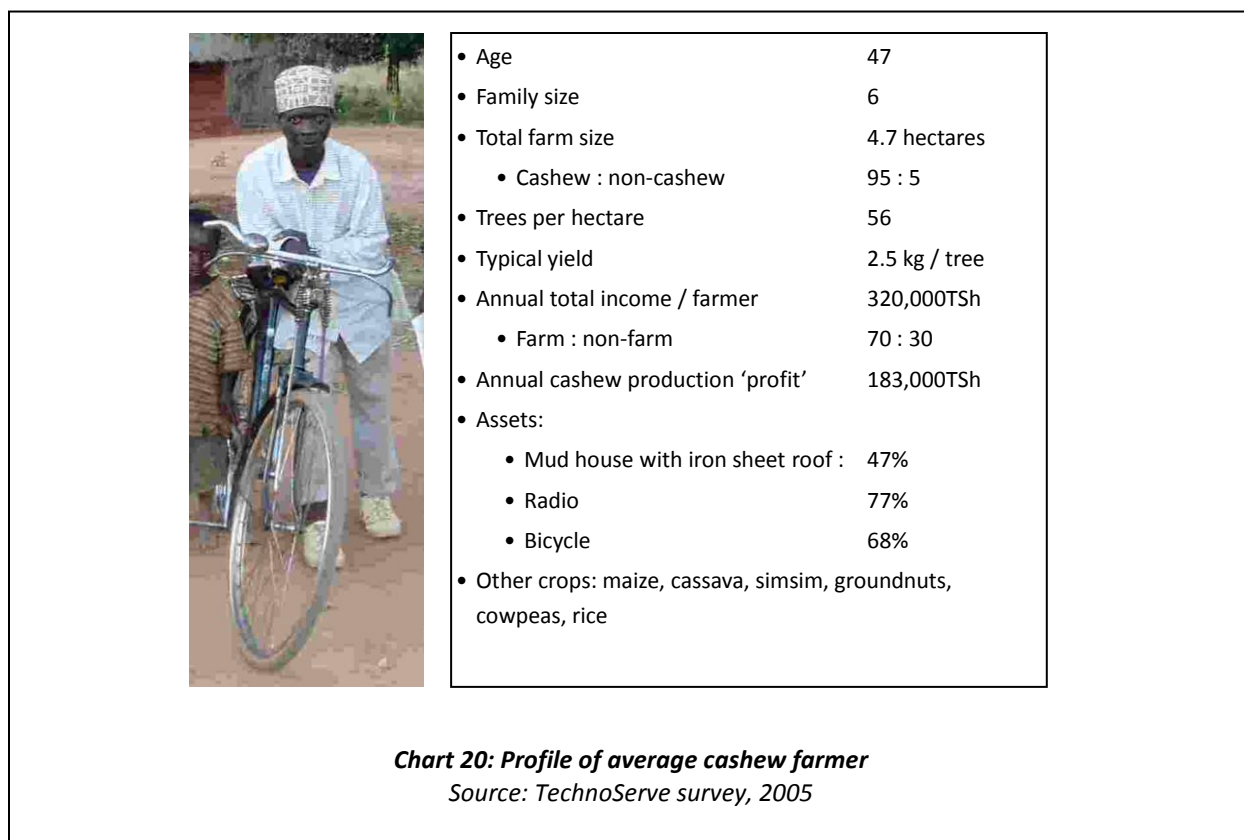 • Age 47
• Family size 6
• Total farm size 4.7 hectares
• Cashew : non-cashew 95 : 5
• Trees per hectare 56
• Typical yield 2.5 kg / tree
• Annual total income / farmer 320,000TSh
• Farm : non-farm 70 : 30
• Annual cashew production ‘profit’ 183,000TSh
• Assets:
• Mud house with iron sheet roof : 47%
• Radio 77%
• Bicycle 68%
• Other crops: maize, cassava, simsim, groundnuts,
cowpeas, rice
Chart 20: Profile of average cashew farmer
Source: TechnoServe survey, 2005